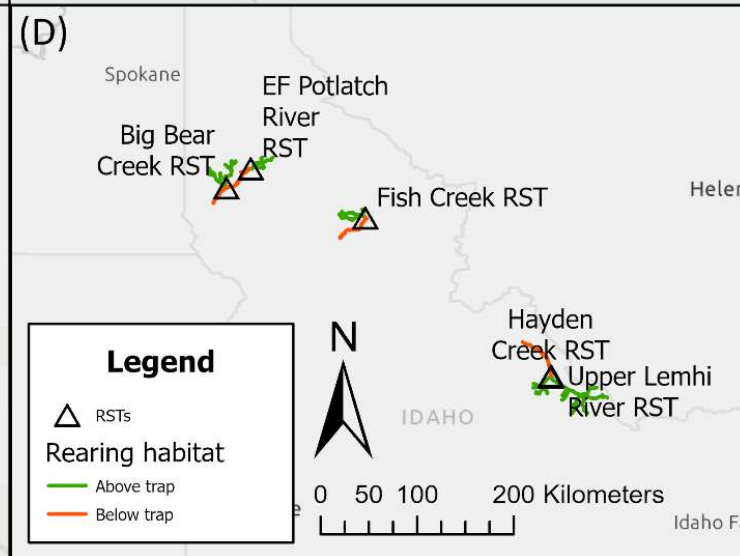 (D)
Spokane
EF Potlatch
River
RST
Big Bear
Creek RST
Fish Creek RST
Helen
Hayden
Creek RST
Upper Lemhi
River RST
IDAHO
N
Legend
RSTs
Rearing habitat
Above trap
Below trap
e
0 50 100 200 Kilometers
Idaho Fa